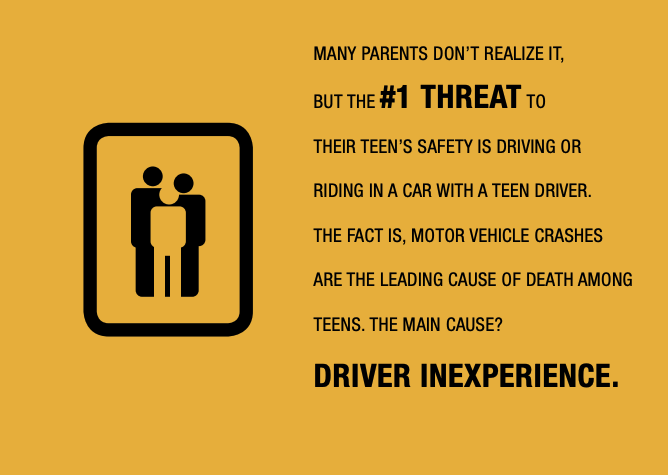 MANY PARENTS DON'T REALIZE IT,
BUT THE #1 THREAT TO
THEIR TEEN'S SAFETY IS DRIVING OR
RIDING IN A CAR WITH A TEEN DRIVER.
THE FACT IS, MOTOR VEHICLE CRASHES
ARE THE LEADING CAUSE OF DEATH AMONG
TEENS. THE MAIN CAUSE?
DRIVER INEXPERIENCE.